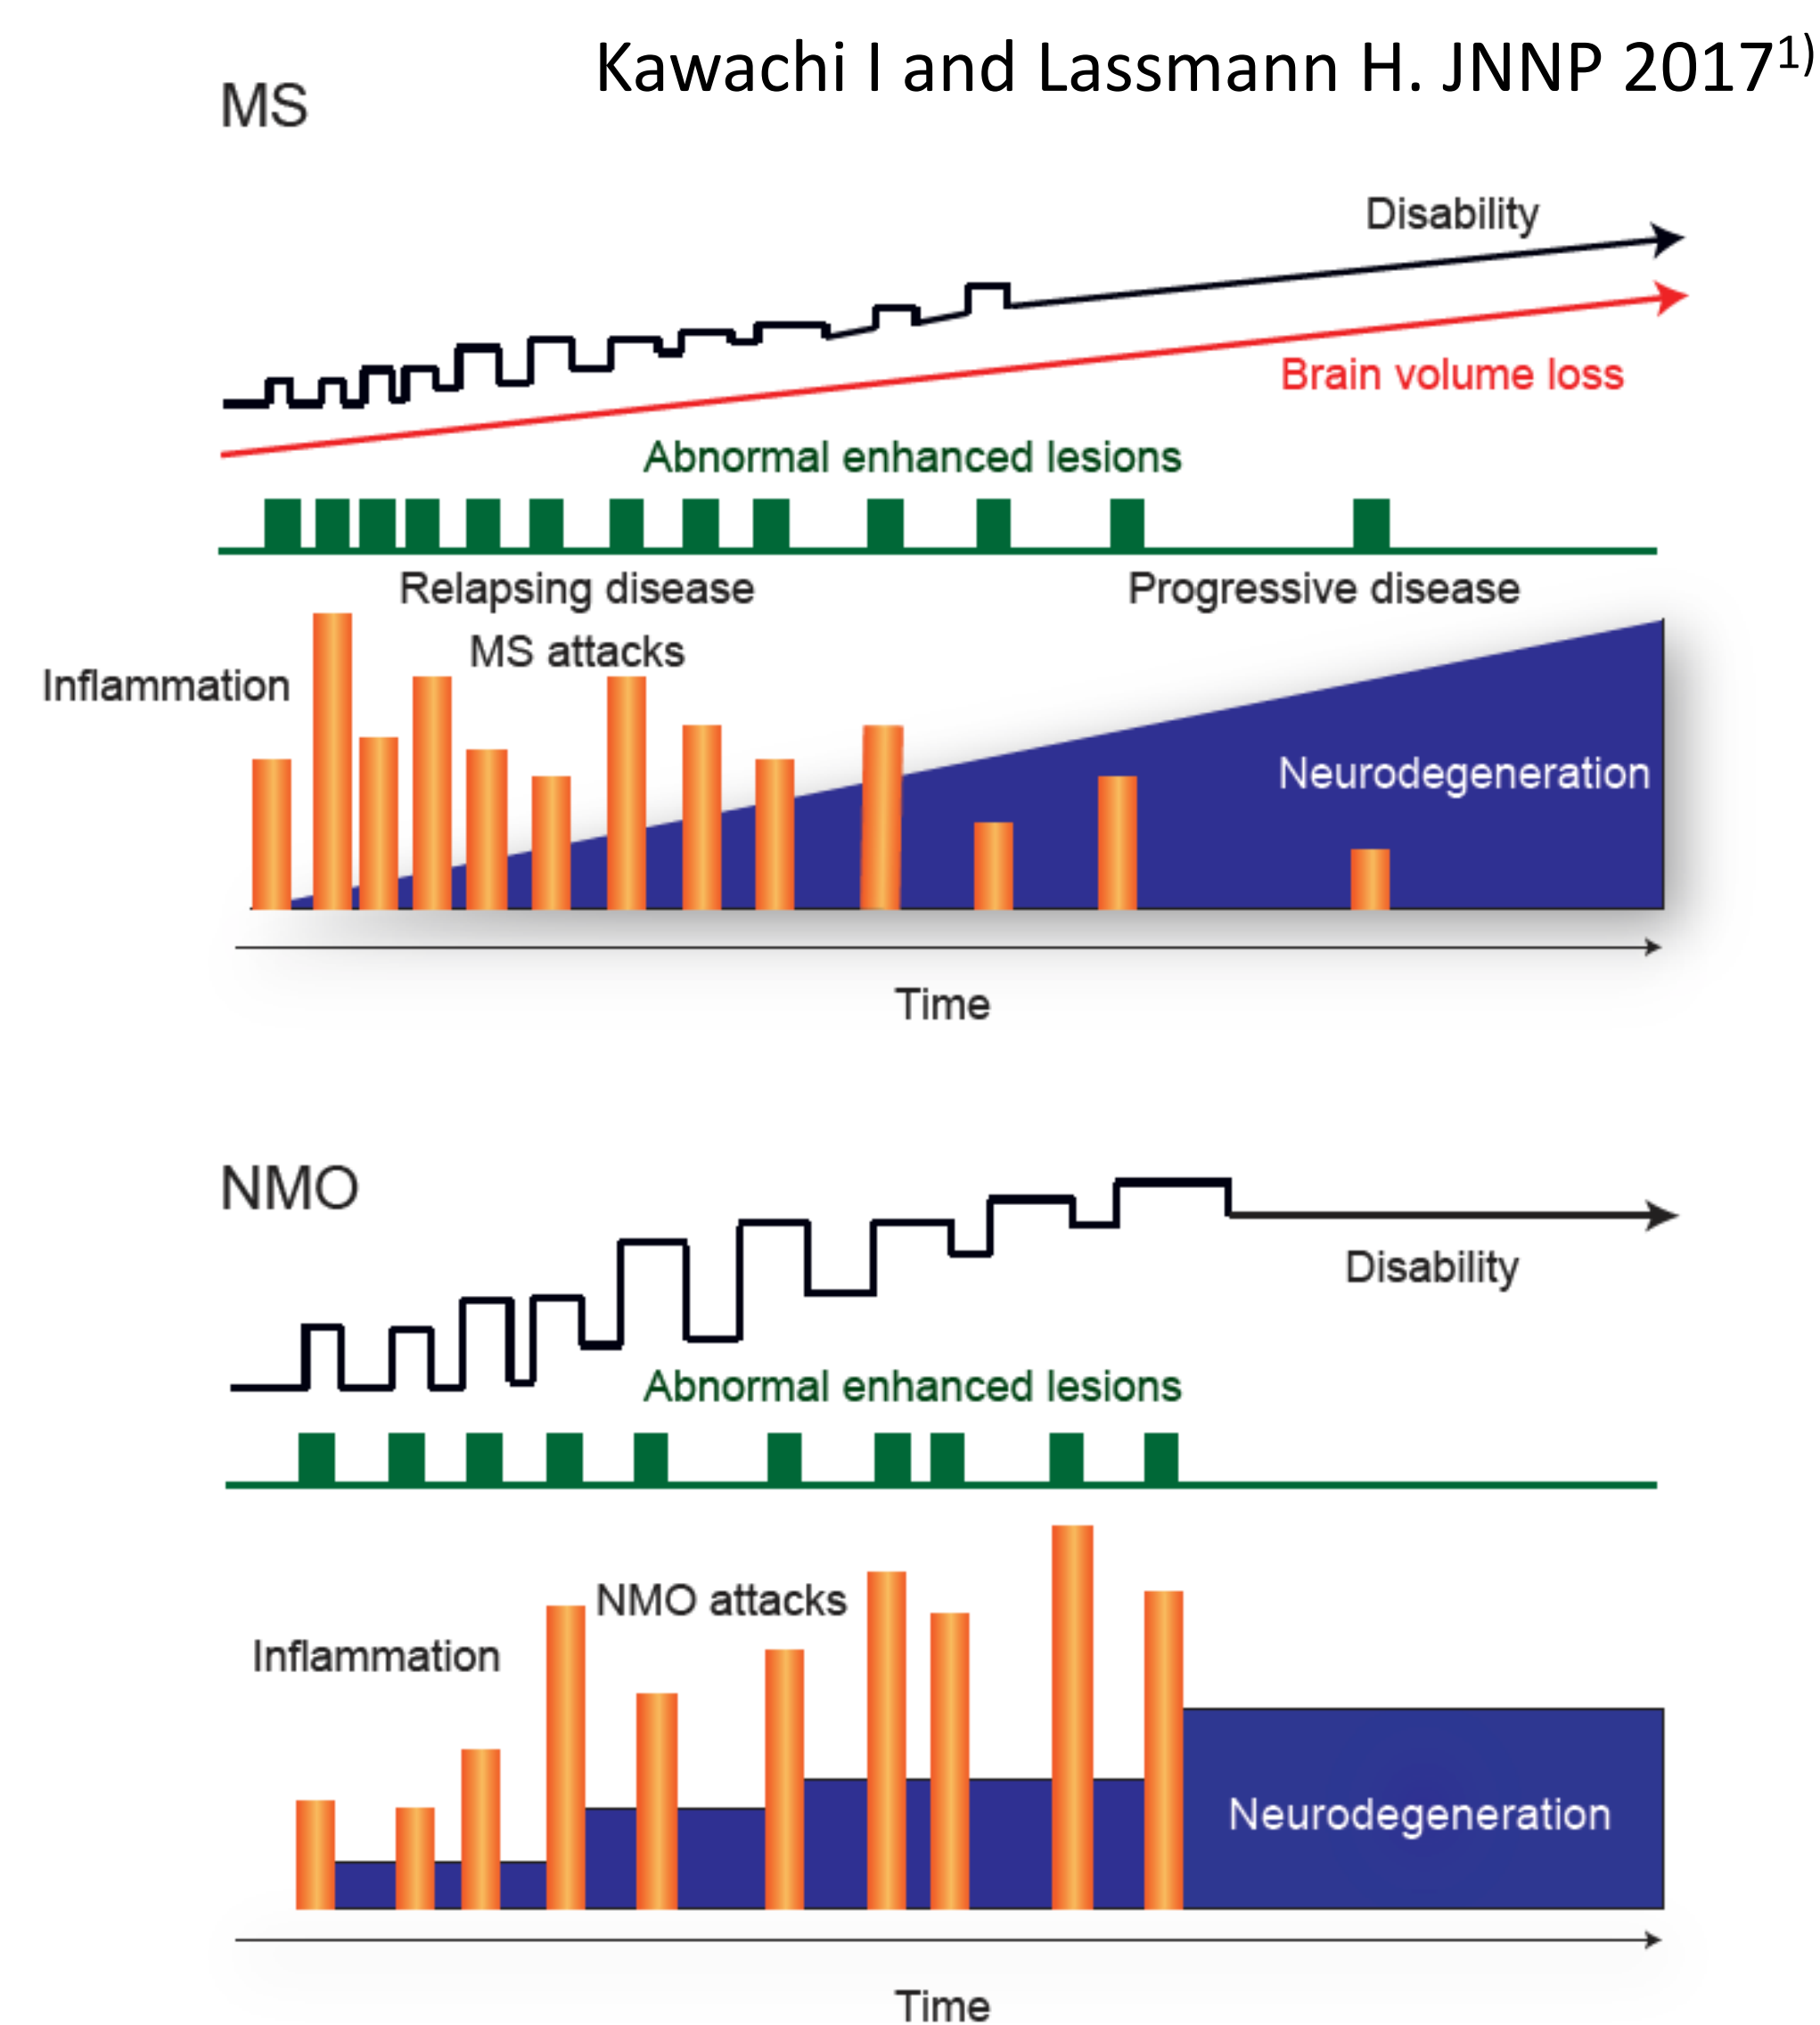 Kawachi I and Lassmann H. JNNP 2017¹⁾
MS
Disability
Brain volume loss
Abnormal enhanced lesions
Relapsing disease
Progressive disease
MS attacks
Inflammation
Neurodegeneration
Time
NMO
Disability
Abnormal enhanced lesions
NMO attacks
Inflammation
Neurodegeneration
Time